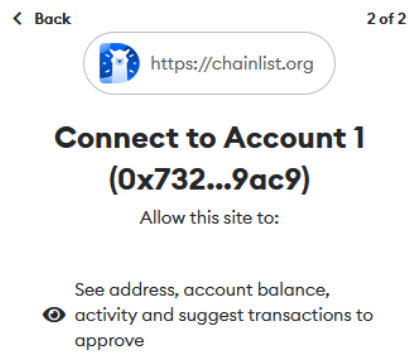 Back
2 of 2
https://chainlist.org
Connect to Account 1
(0x732...9ac9)
Allow this site to:
See address, account balance,
activity and suggest transactions to
approve